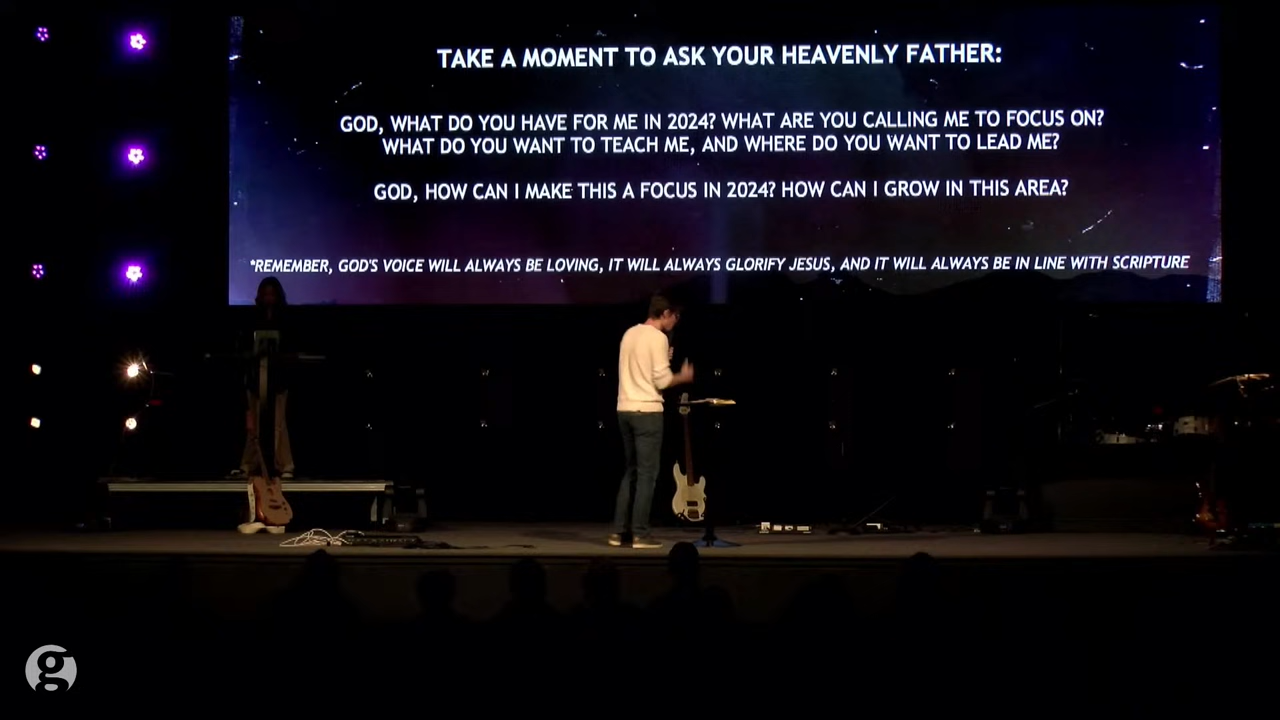 TAKE A MOMENT TO ASK YOUR HEAVENLY FATHER:
GOD, WHAT DO YOU HAVE FOR ME IN 2024? WHAT ARE YOU CALLING ME TO FOCUS ON?
WHAT DO YOU WANT TO TEACH ME, AND WHERE DO YOU WANT TO LEAD ME?
GOD, HOW CAN I MAKE THIS A FOCUS IN 2024? HOW CAN I GROW IN THIS AREA?
*REMEMBER, GOD'S VOICE WILL ALWAYS BE LOVING, IT WILL ALWAYS GLORIFY JESUS, AND IT WILL ALWAYS BE IN LINE WITH SCRIPTURE
g